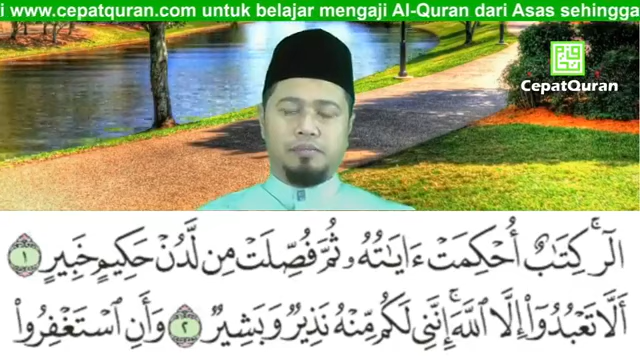 i www.cepatquran.com untuk belajar mengaji Al-Quran dari Asas sehingga
CepatQuran
الٓرۚ كِتَٰبٌ أُحْكِمَتْ ءَايَٰتُهُۥ ثُمَّ فُصِّلَتْ مِن لَّدُنْ حَكِيمٍ خَبِيرٍ ١
أَلَّا تَعْبُدُوٓا۟ إِلَّا ٱللَّهَۚ إِنَّنِى لَكُم مِّنْهُ نَذِيرٌ وَبَشِيرٌ ٢ وَأَنِ ٱسْتَغْفِرُوا۟